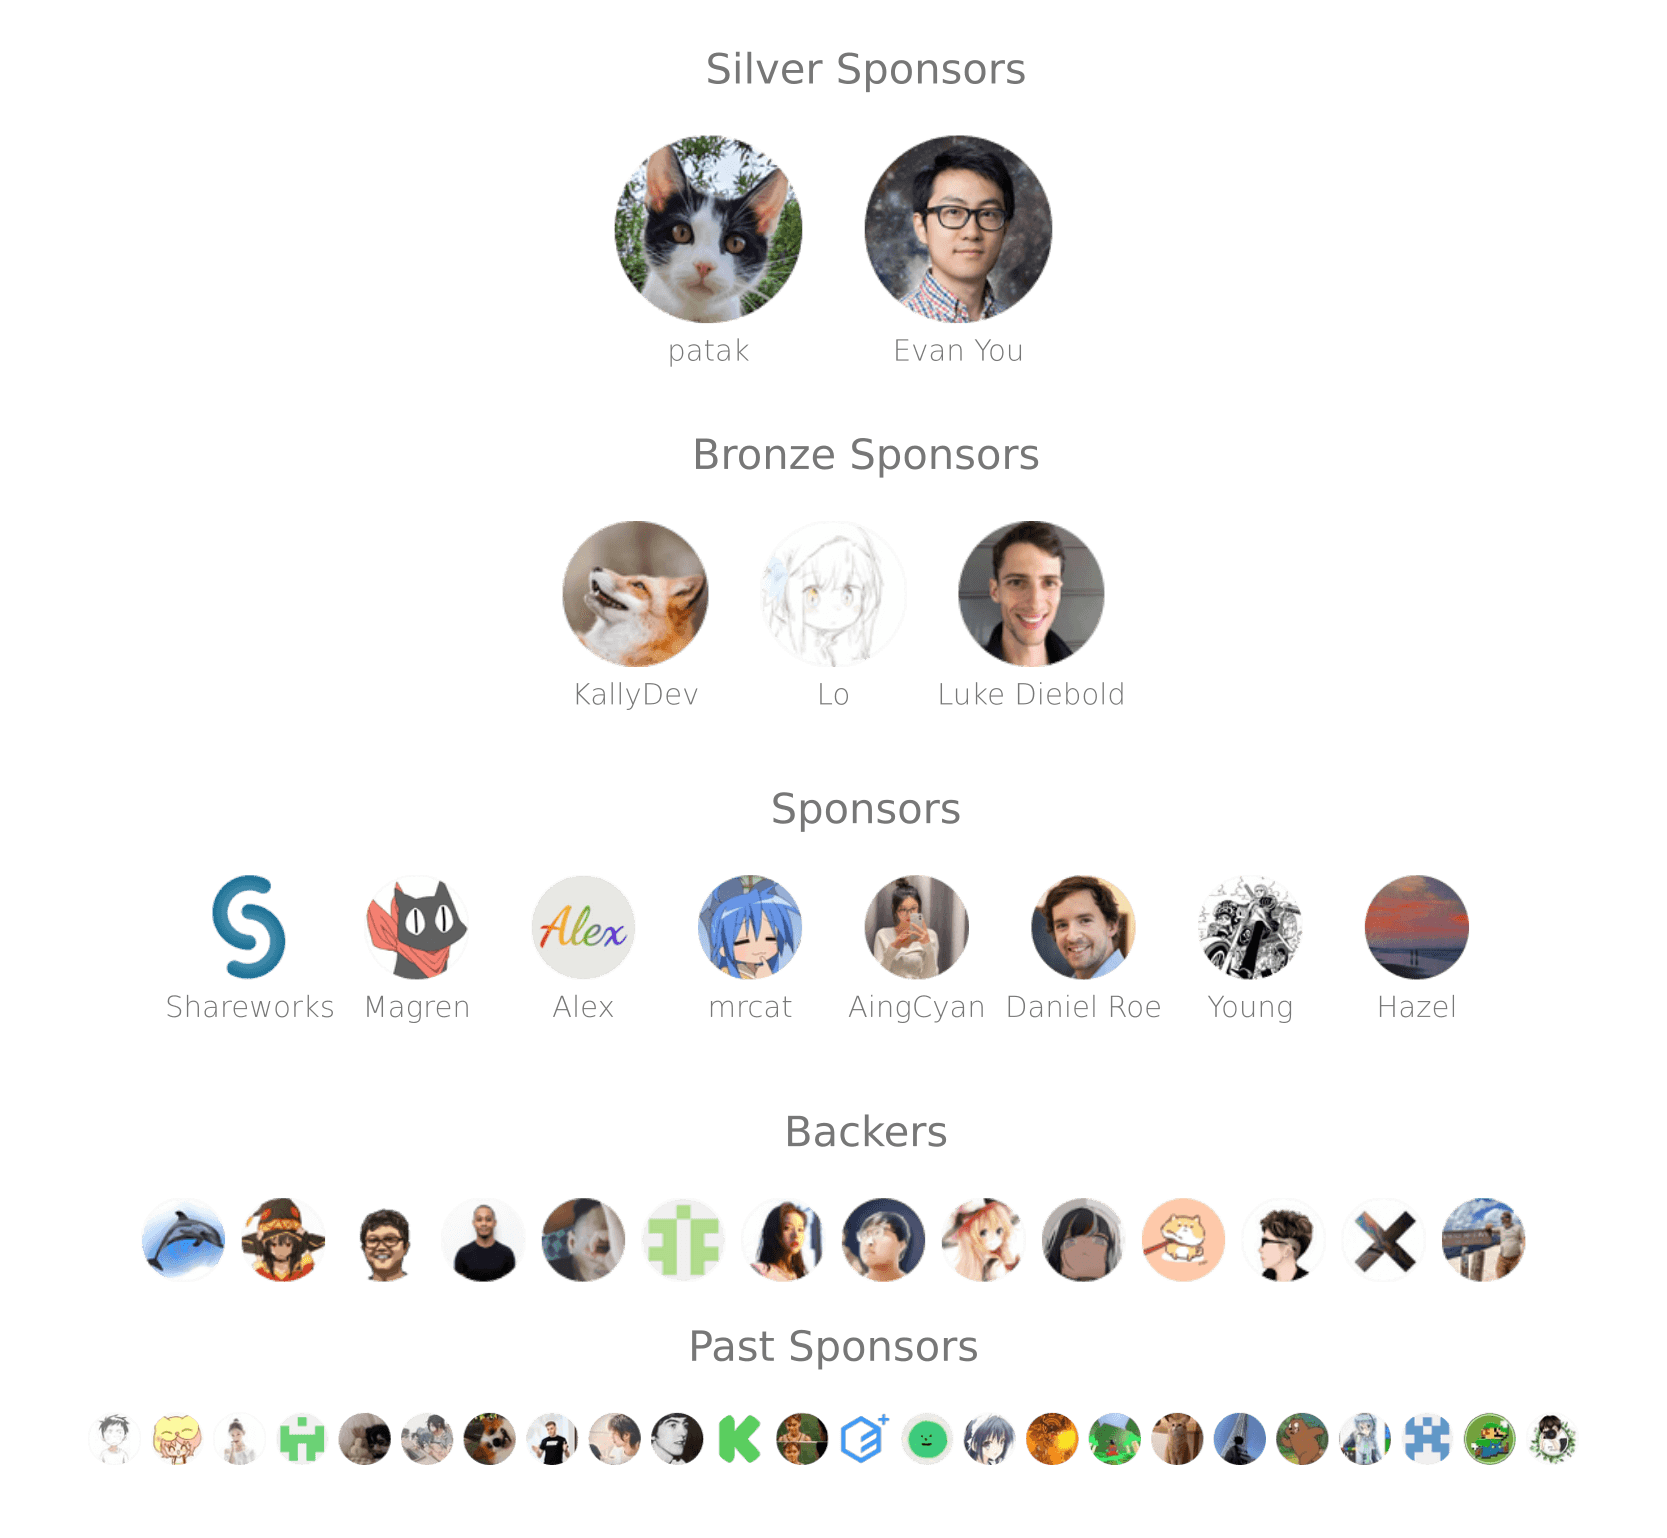 Silver Sponsors
patak Evan You
Bronze Sponsors
KallyDev Lo Luke Diebold
Sponsors
Alex
Shareworks Magren Alex mrcat AingCyan Daniel Roe Young Hazel
Backers
Past Sponsors